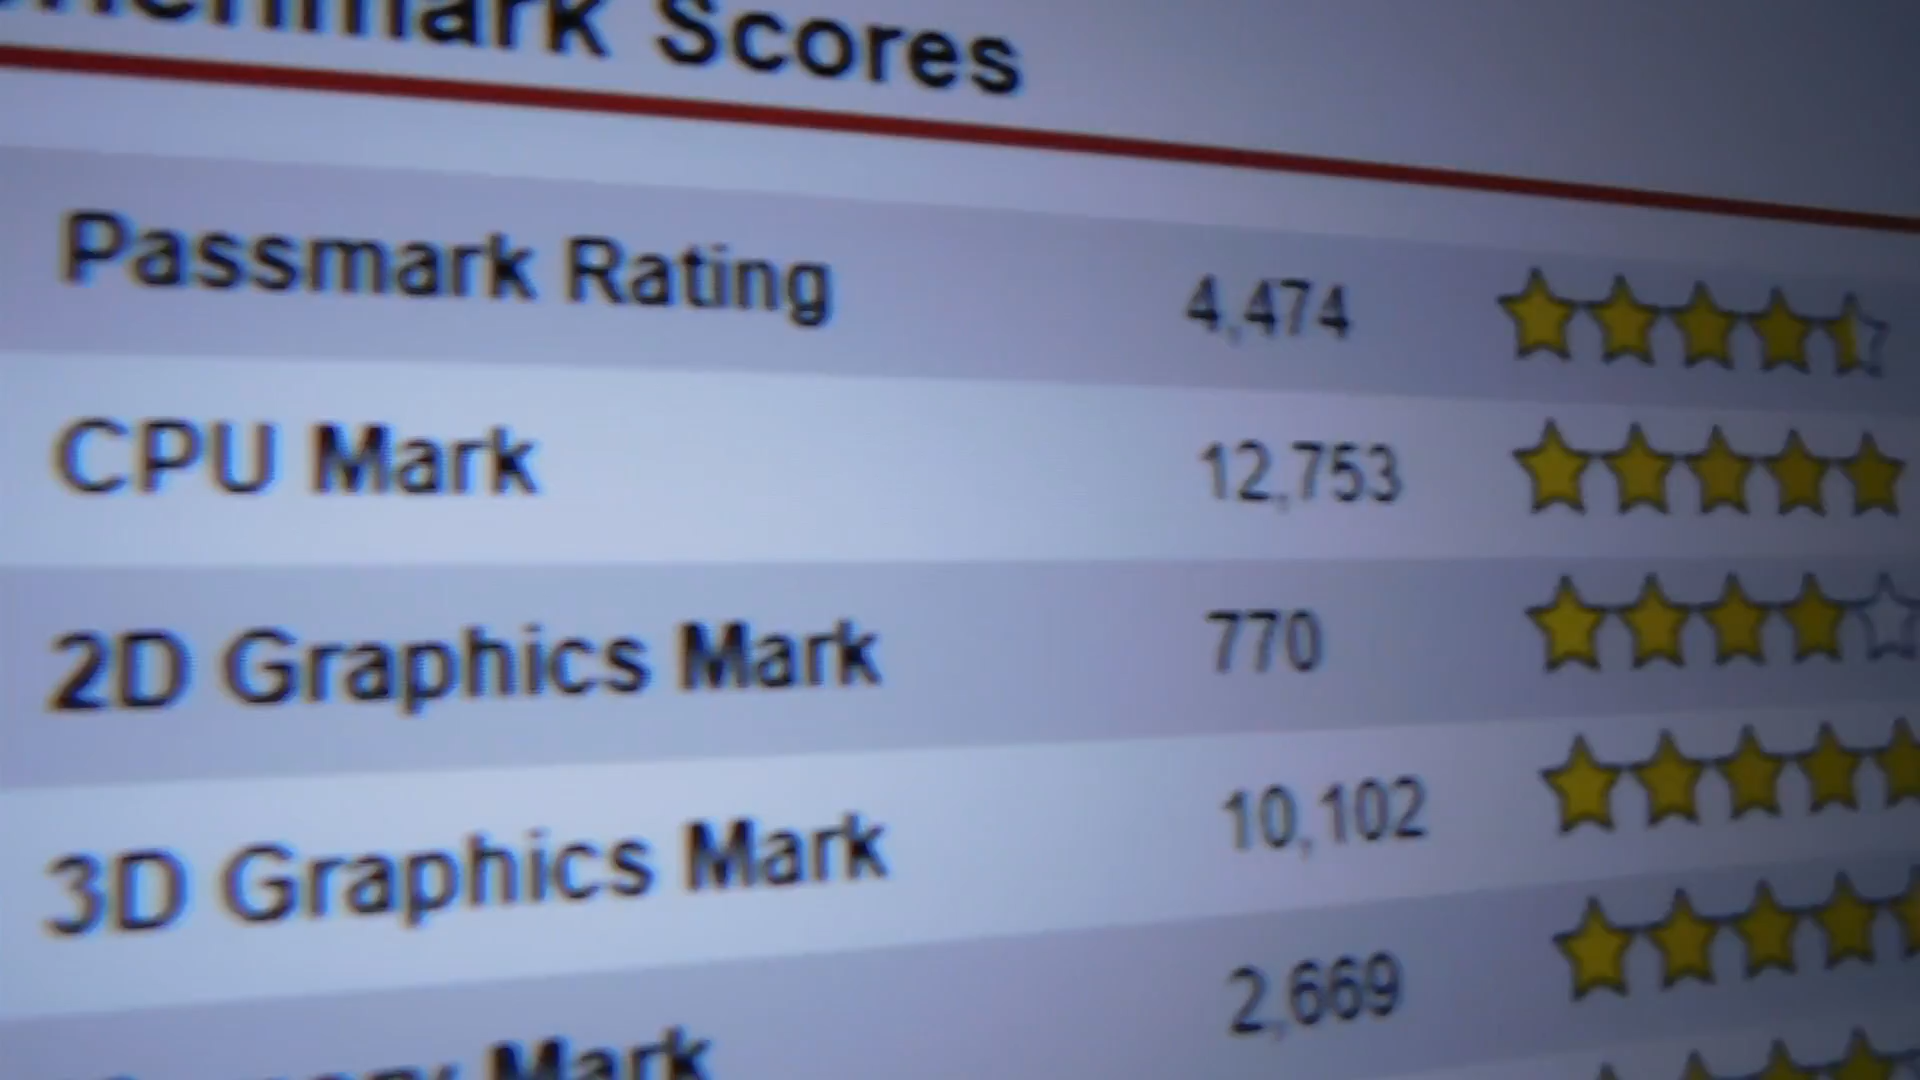 Scores
Passmark Rating 4,474
CPU Mark 12,753
2D Graphics Mark 770
3D Graphics Mark 10,102
Mark 2,669